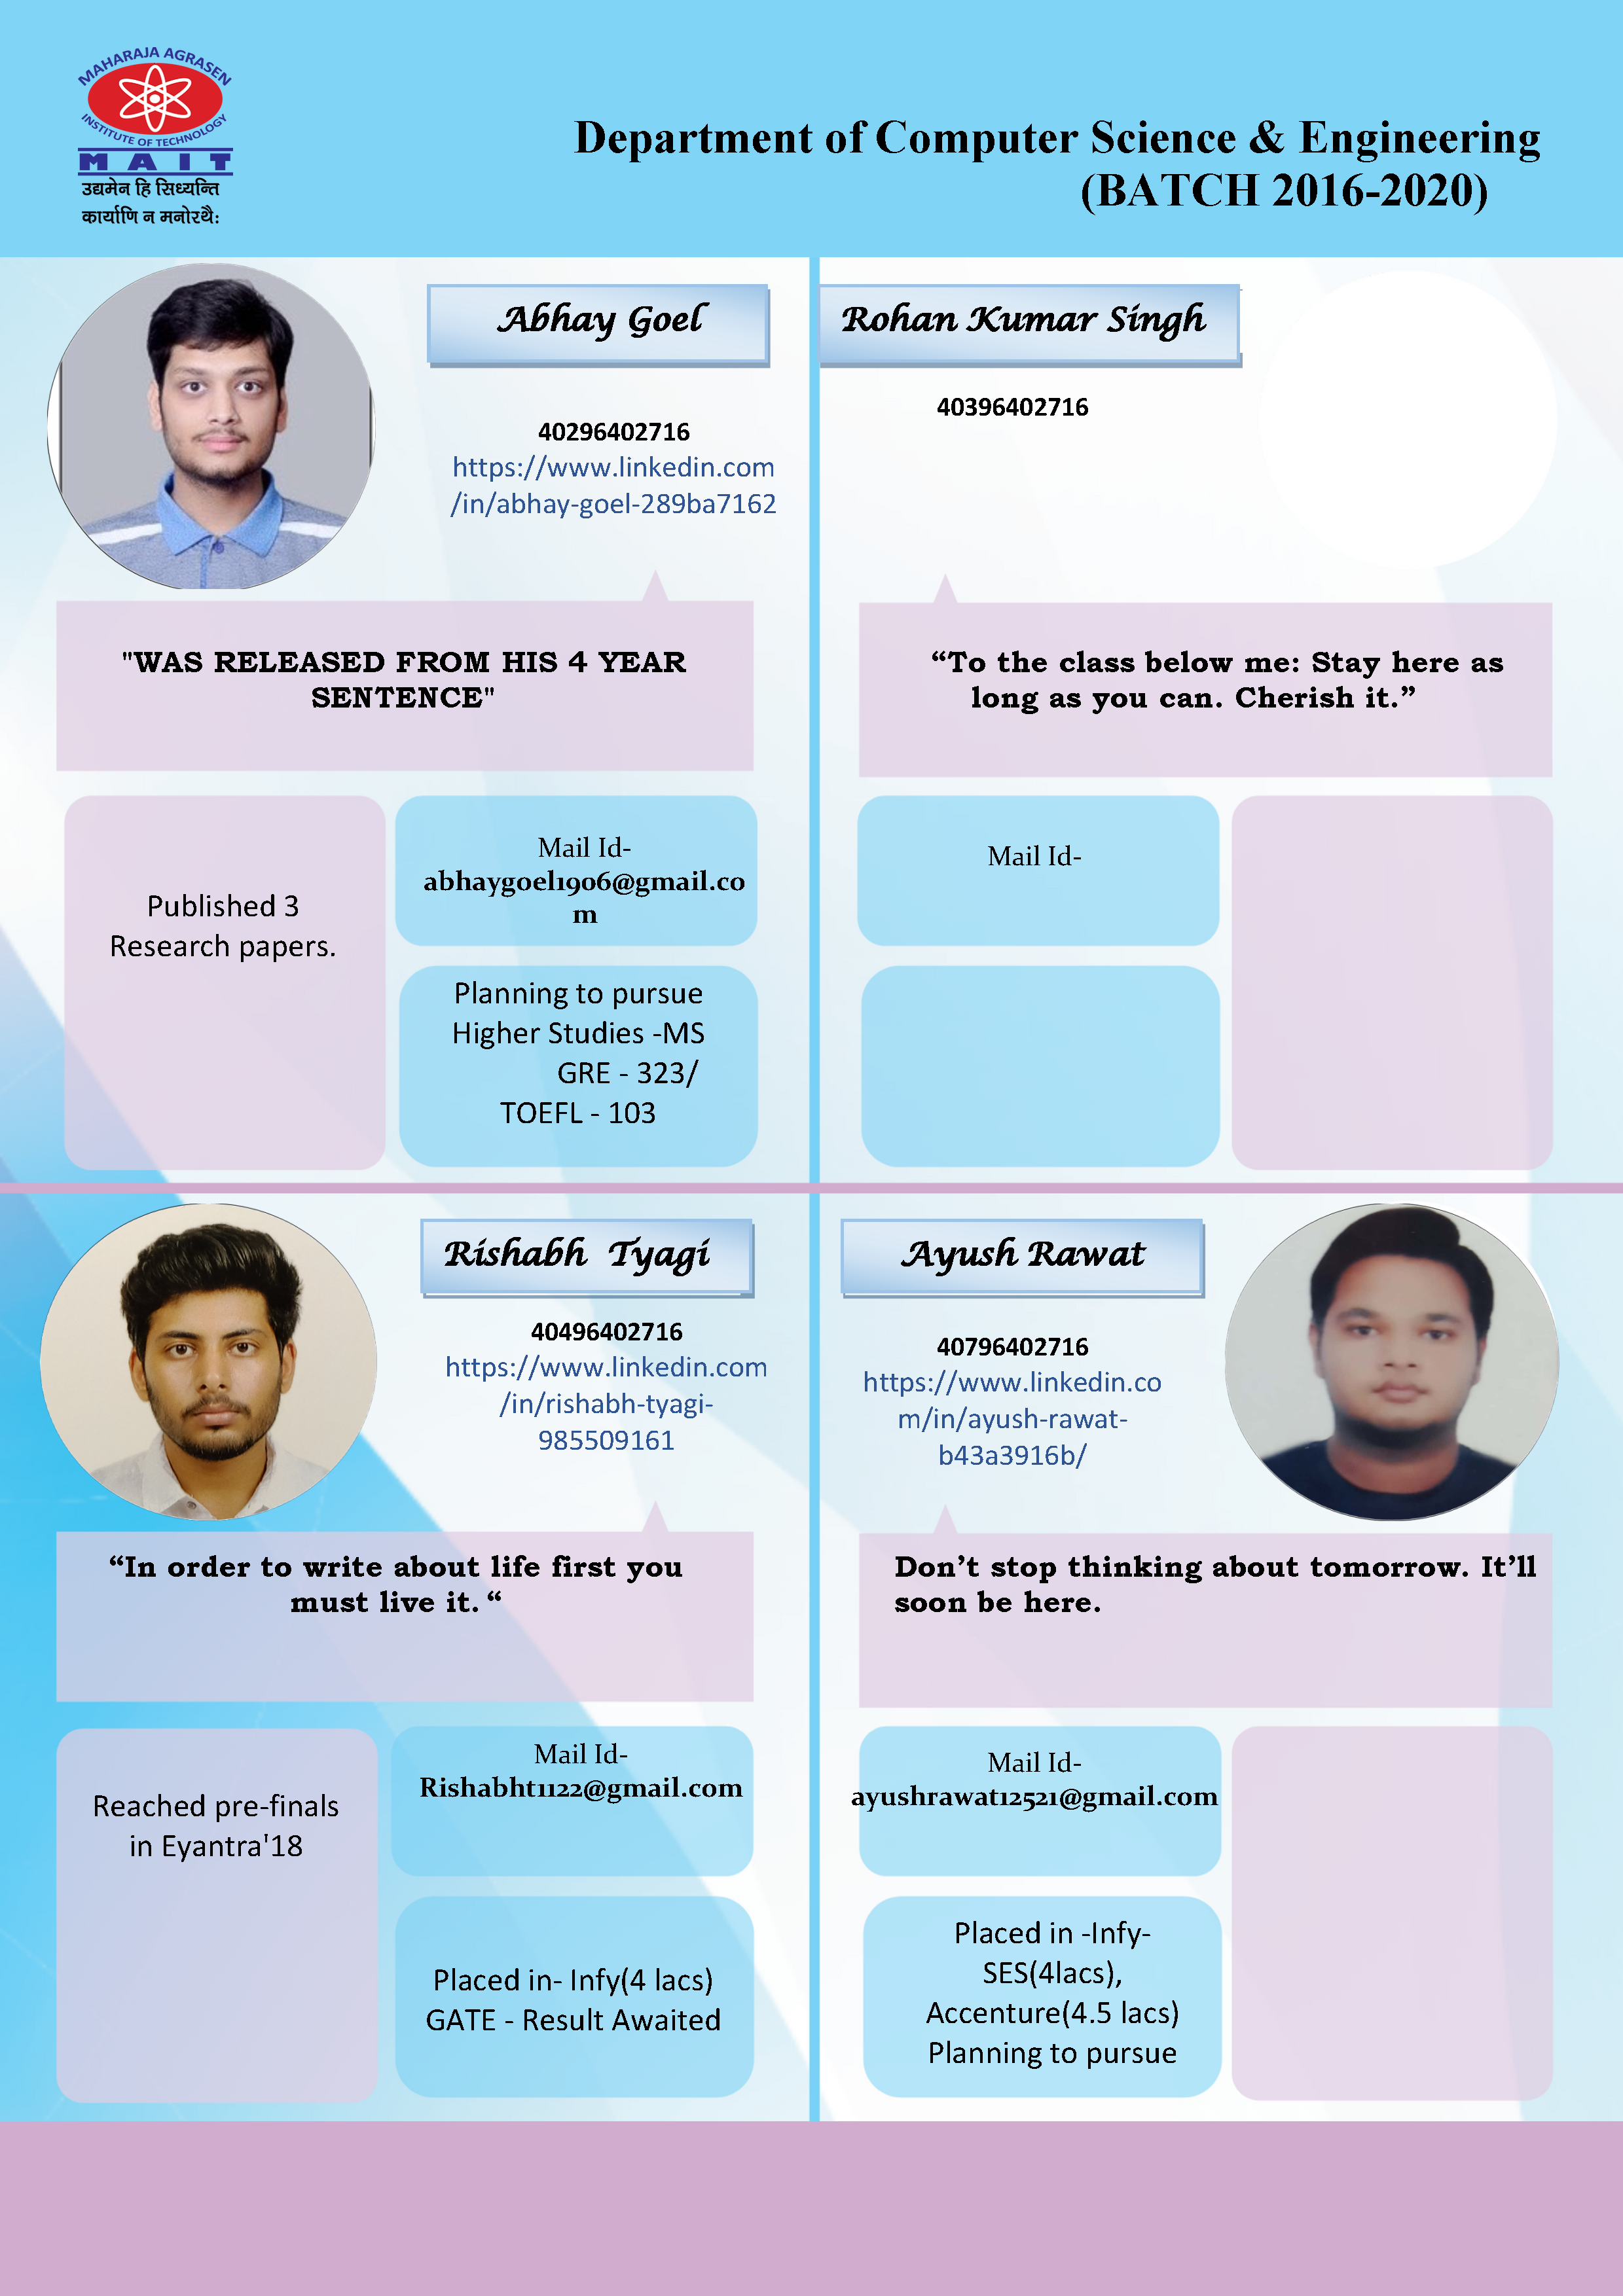 MAHARAJA AGRASEN
INSTITUTE OF TECHNOLOGY
MAIT
उद्यमेन हि सिध्यन्ति
कार्याणि न मनोरथै:
Department of Computer Science & Engineering
(BATCH 2016-2020)
Abhay Goel
40296402716
https://www.linkedin.com
/in/abhay-goel-289ba7162
"WAS RELEASED FROM HIS 4 YEAR
SENTENCE"
Published 3
Research papers.
Mail Id-
abhaygoel1906@gmail.co
m
Planning to pursue
Higher Studies -MS
GRE - 323/
TOEFL - 103
Rohan Kumar Singh
40396402716
“To the class below me: Stay here as
long as you can. Cherish it.”
Mail Id-
Rishabh Tyagi
40496402716
https://www.linkedin.com
/in/rishabh-tyagi-
985509161
“In order to write about life first you
must live it. “
Reached pre-finals
in Eyantra'18
Mail Id-
Rishabht1122@gmail.com
Placed in- Infy(4 lacs)
GATE - Result Awaited
Ayush Rawat
40796402716
https://www.linkedin.co
m/in/ayush-rawat-
b43a3916b/
Don’t stop thinking about tomorrow. It’ll
soon be here.
Mail Id-
ayushrawat12521@gmail.com
Placed in -Infy-
SES(4lacs),
Accenture(4.5 lacs)
Planning to pursue